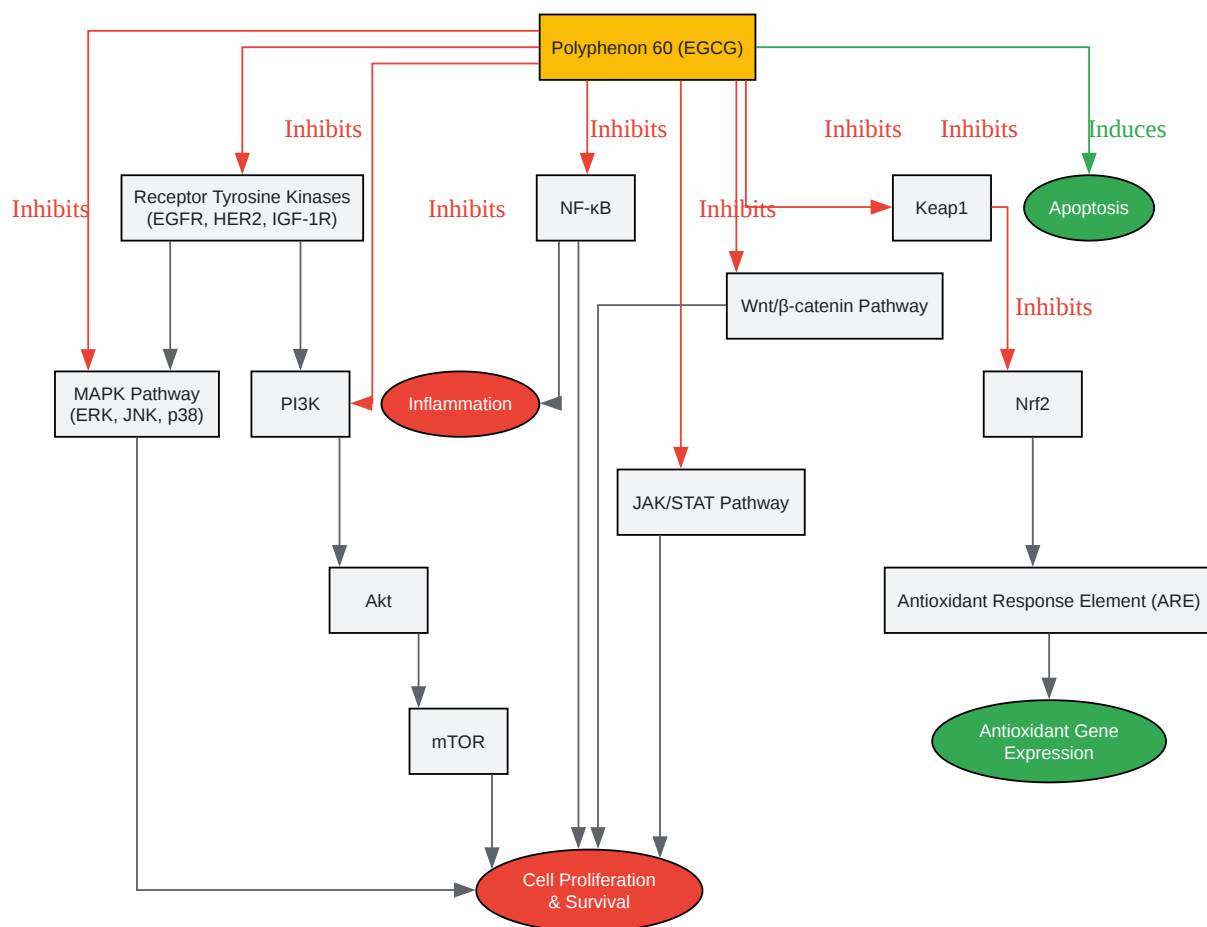 Polyphenon 60 (EGCG)
Inhibits
Inhibits
Inhibits
Inhibits
Induces
Receptor Tyrosine Kinases
(EGFR, HER2, IGF-1R)
Inhibits
Inhibits
NF-κB
Inhibits
Keap1
Apoptosis
Wnt/β-catenin Pathway
Inhibits
MAPK Pathway
(ERK, JNK, p38)
PI3K
Inflammation
Nrf2
JAK/STAT Pathway
Akt
Antioxidant Response Element (ARE)
mTOR
Antioxidant Gene
Expression
Cell Proliferation
& Survival